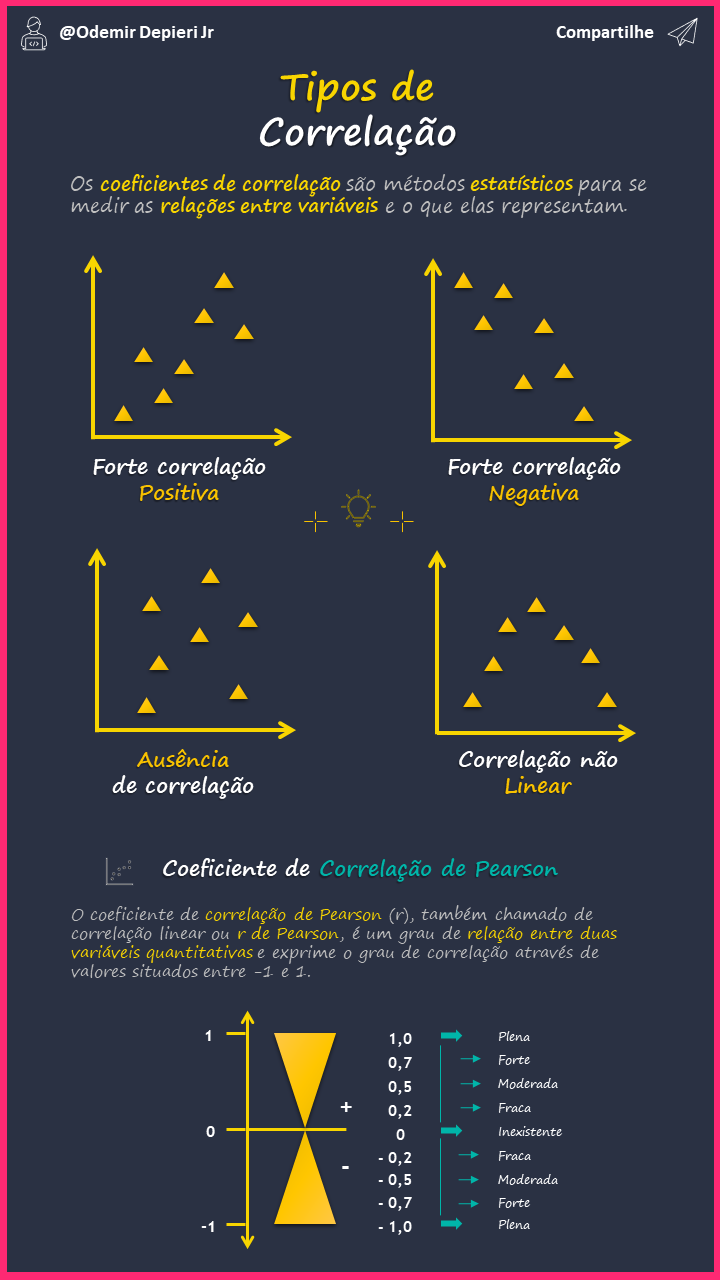 @Odemir Depieri Jr
Compartilhe
Tipos de
Correlação
Os coeficientes de correlação são métodos estatísticos para se
medir as relações entre variáveis e o que elas representam.
Forte correlação
Positiva
Forte correlação
Negativa
Ausência
de correlação
Correlação não
Linear
Coeficiente de Correlação de Pearson
O coeficiente de correlação de Pearson (r), também chamado de
correlação linear ou r de Pearson, é um grau de relação entre duas
variáveis quantitativas e exprime o grau de correlação através de
valores situados entre -1 e 1.
1
0
-1
+
-
1,0 Plena
0,7 Forte
0,5 Moderada
0,2 Fraca
0 Inexistente
- 0,2 Fraca
- 0,5 Moderada
- 0,7 Forte
- 1,0 Plena